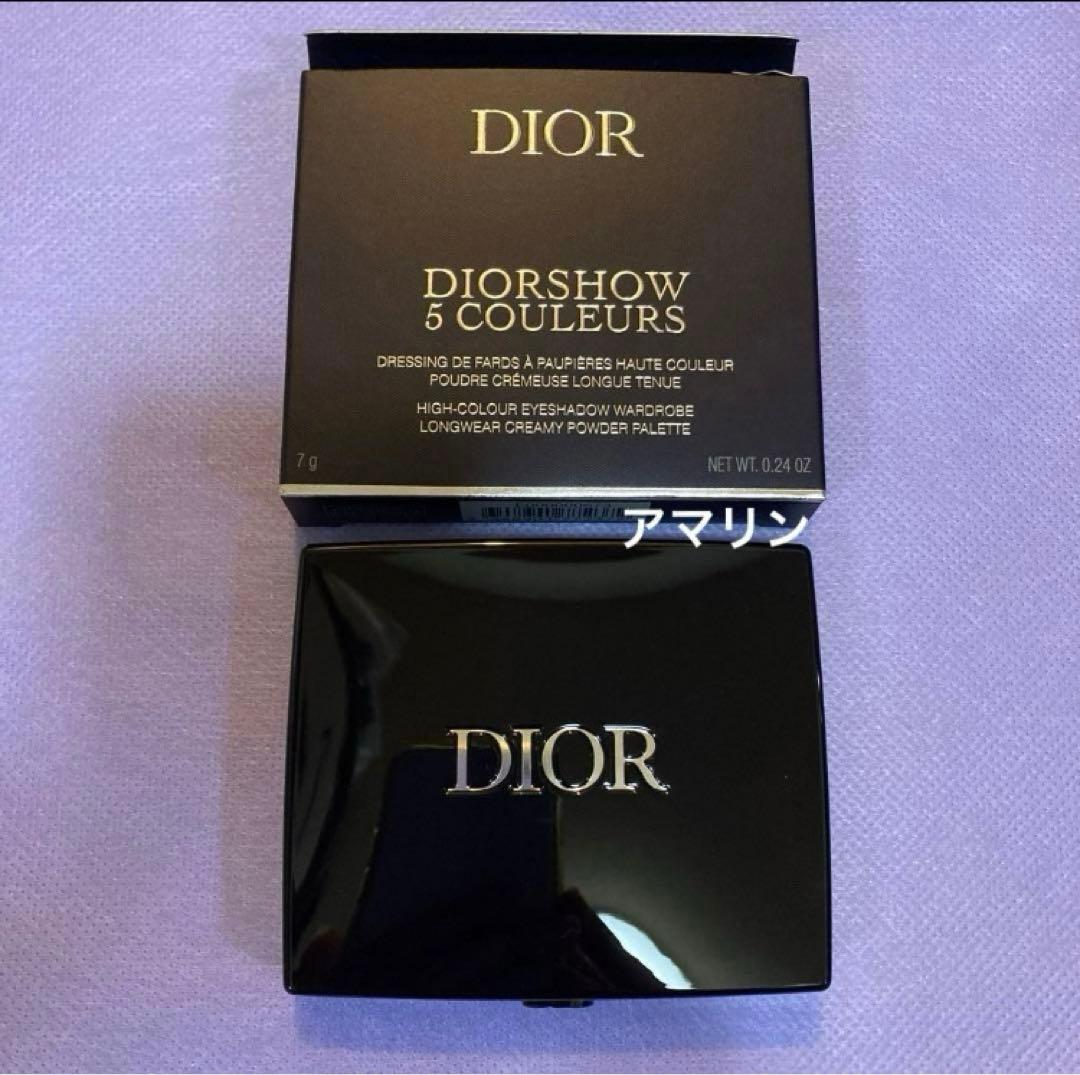 DIOR
DIORSHOW
5 COULEURS
DRESSING DE FARDS À PAUPIÈRES HAUTE COULEUR
POUDRE CRÉMEUSE LONGUE TENUE
HIGH-COLOUR EYESHADOW WARDROBE
LONGWEAR CREAMY POWDER PALETTE
7 g
NET WT. 0.24 OZ
アマリン
DIOR